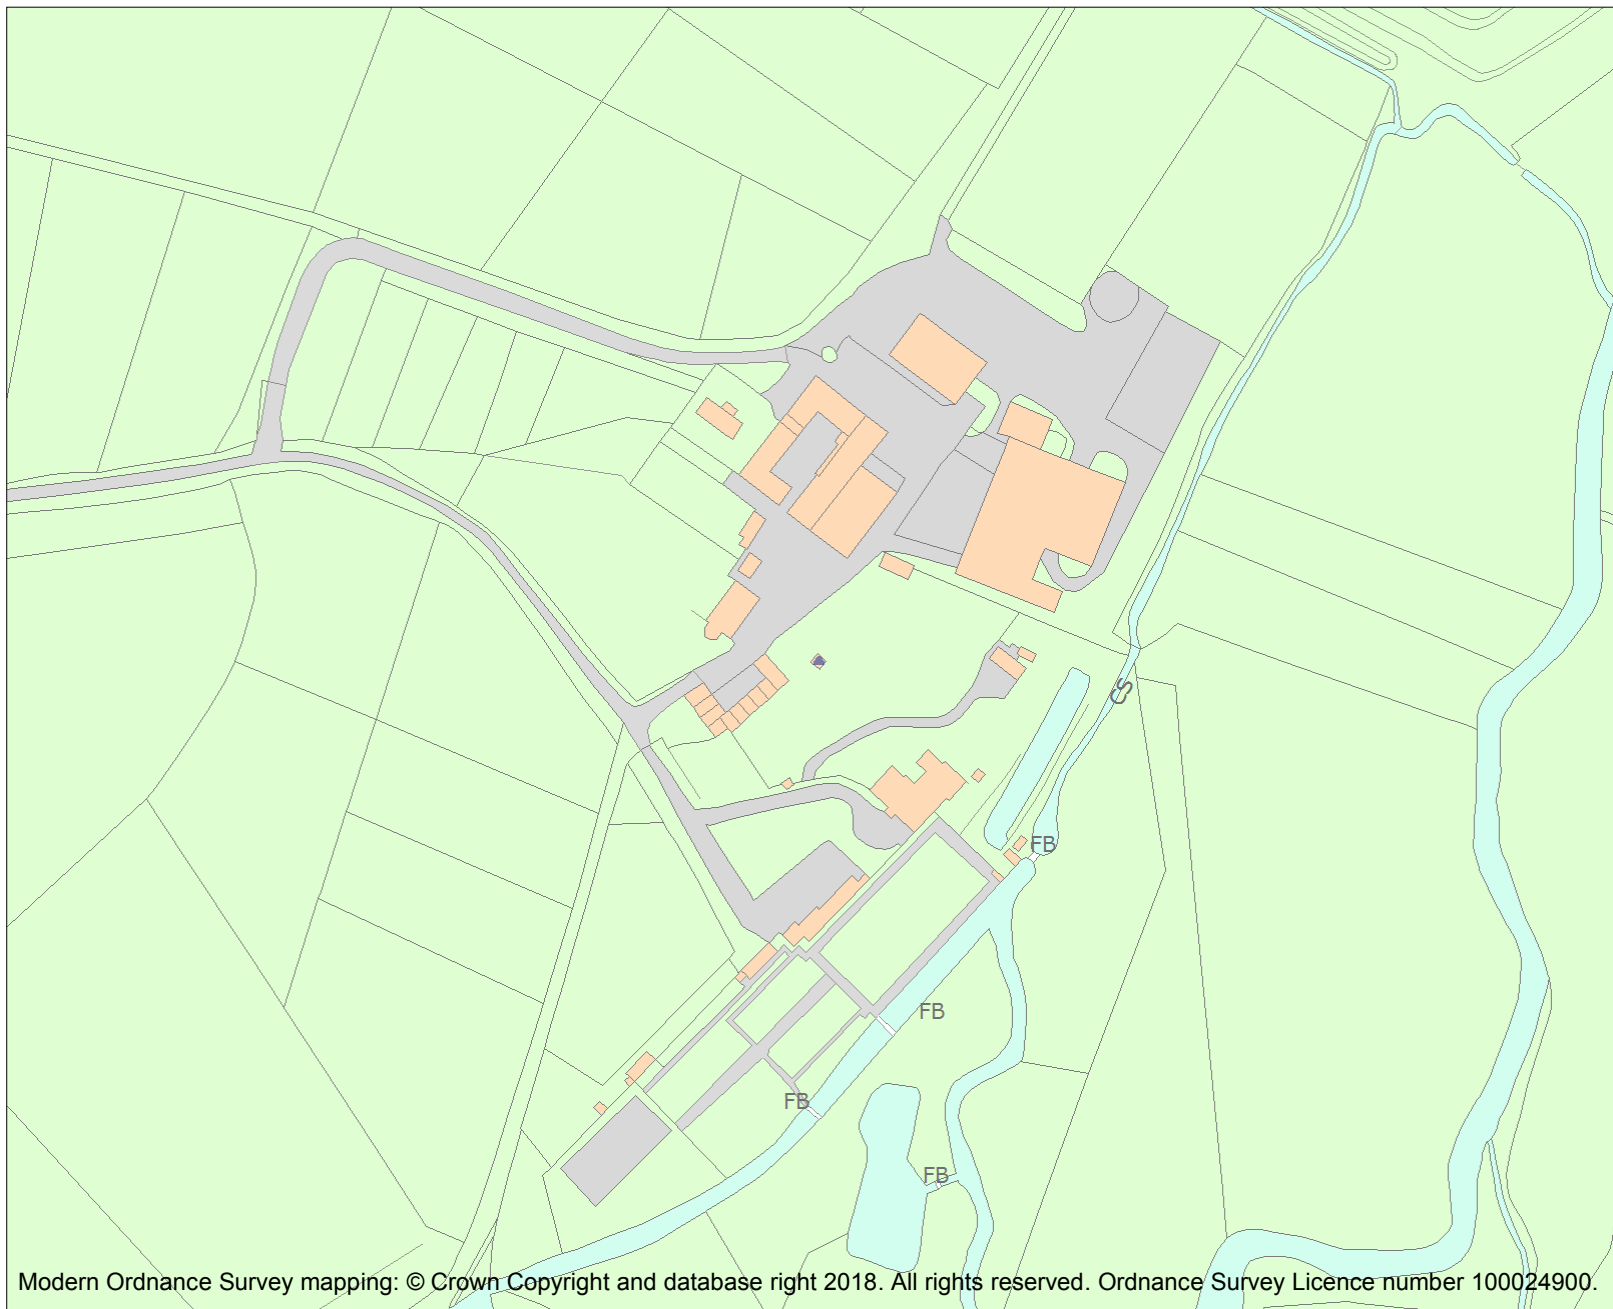 CS
FB
FB
FB
FB
Modern Ordnance Survey mapping: © Crown Copyright and database right 2018. All rights reserved. Ordnance Survey Licence number 100024900.